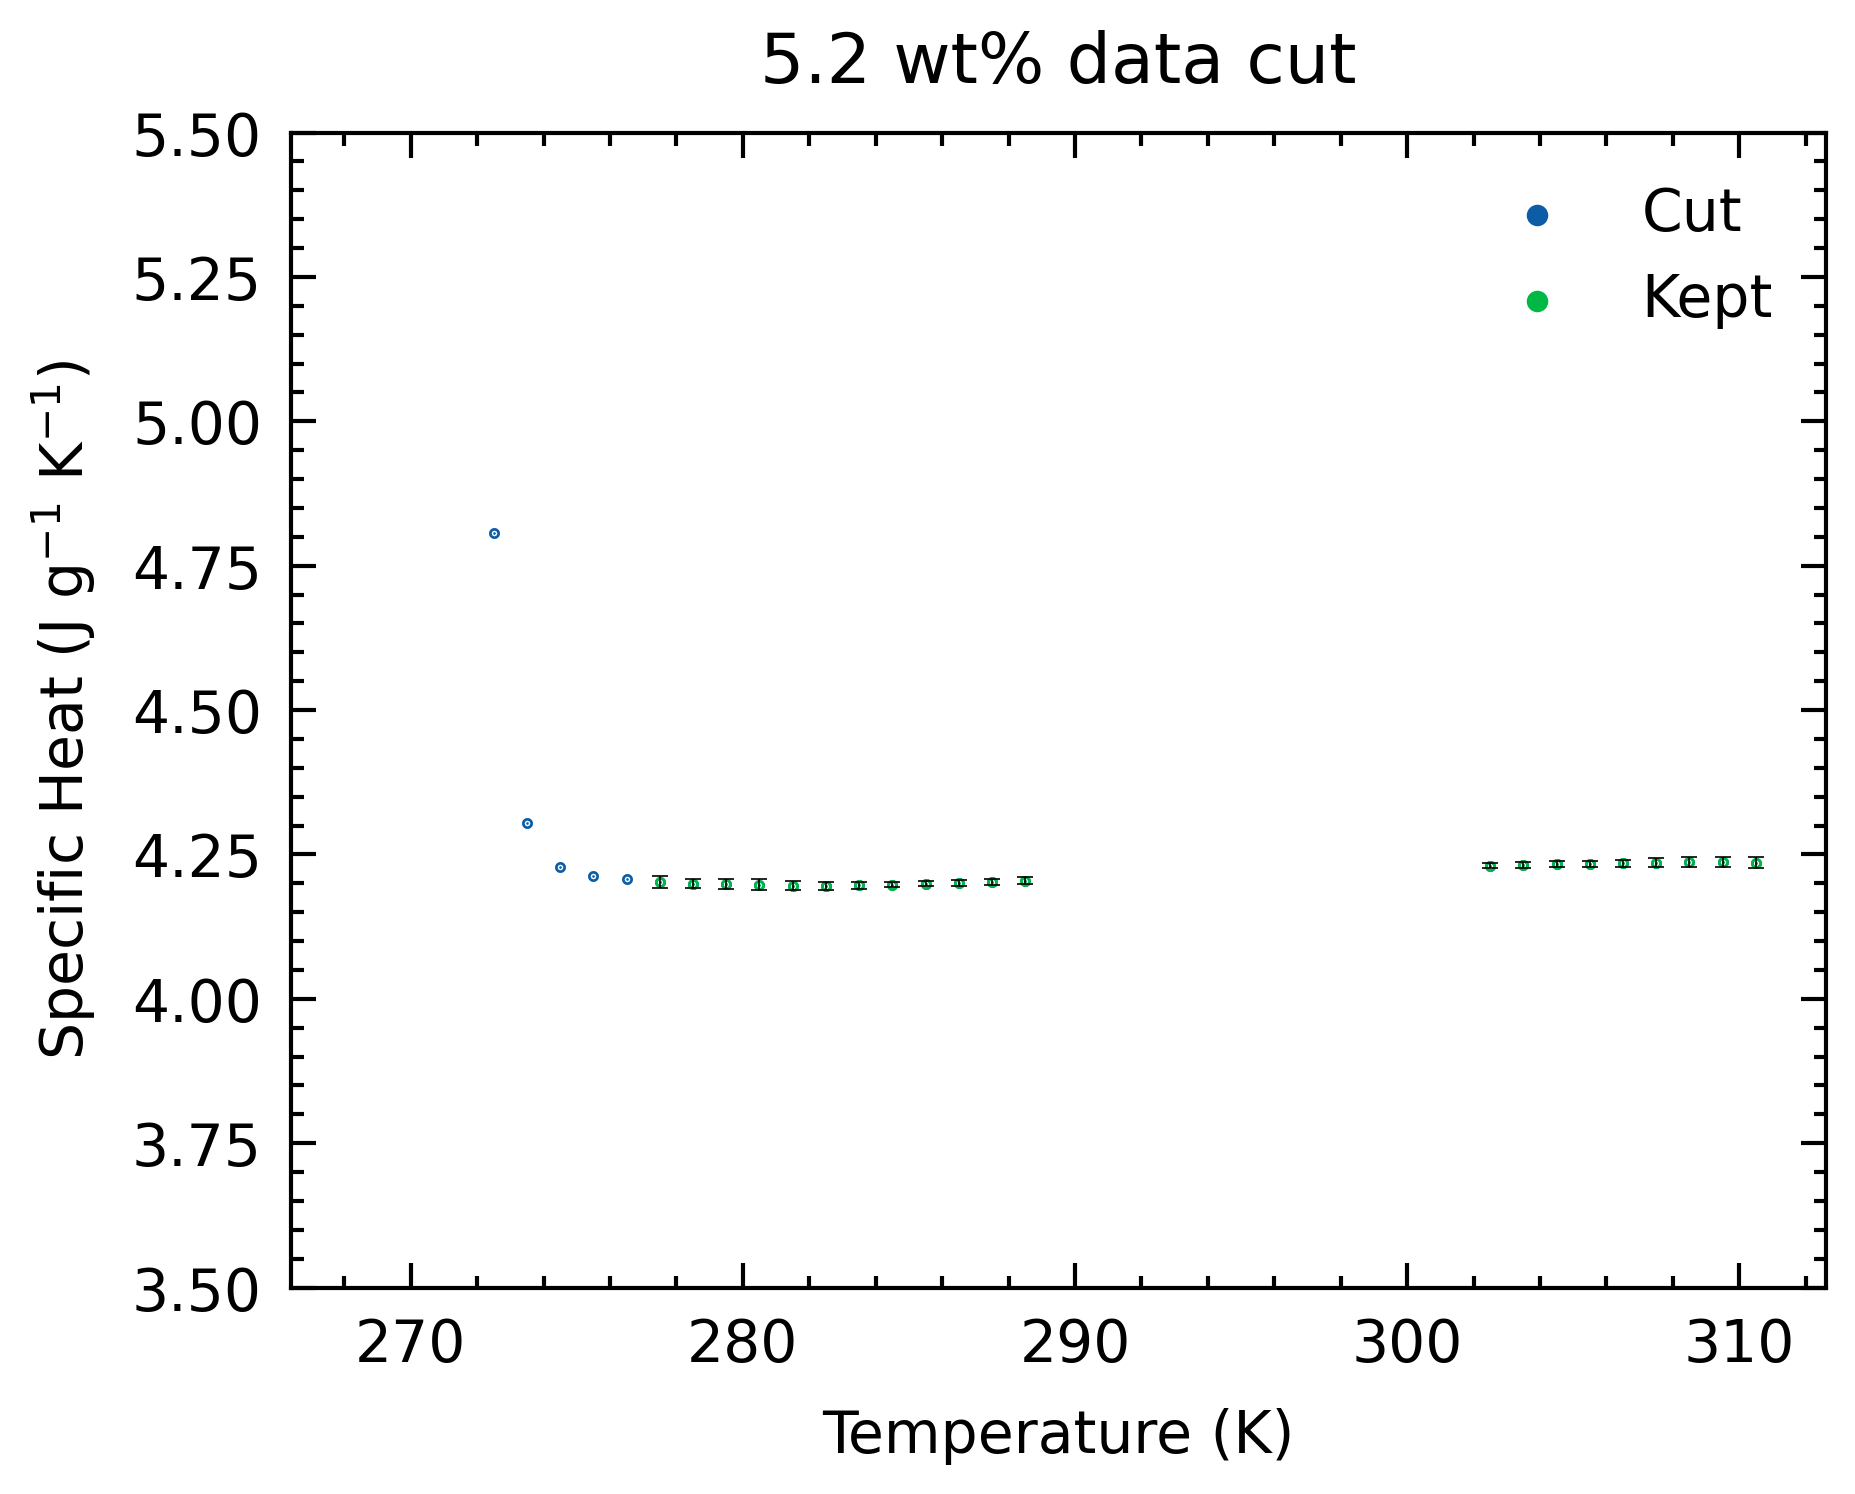 5.2 wt% data cut
5.50
5.25
5.00
4.75
4.50
4.25
4.00
3.75
3.50
Specific Heat (J g⁻¹ K⁻¹)
Cut
Kept
270 280 290 300 310
Temperature (K)